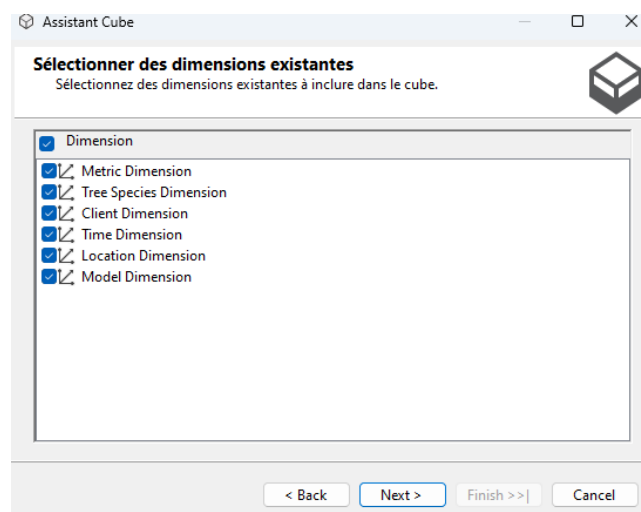 Assistant Cube
Sélectionner des dimensions existantes
Sélectionnez des dimensions existantes à inclure dans le cube.
Dimension
Metric Dimension
Tree Species Dimension
Client Dimension
Time Dimension
Location Dimension
Model Dimension
< Back Next > Finish >>| Cancel